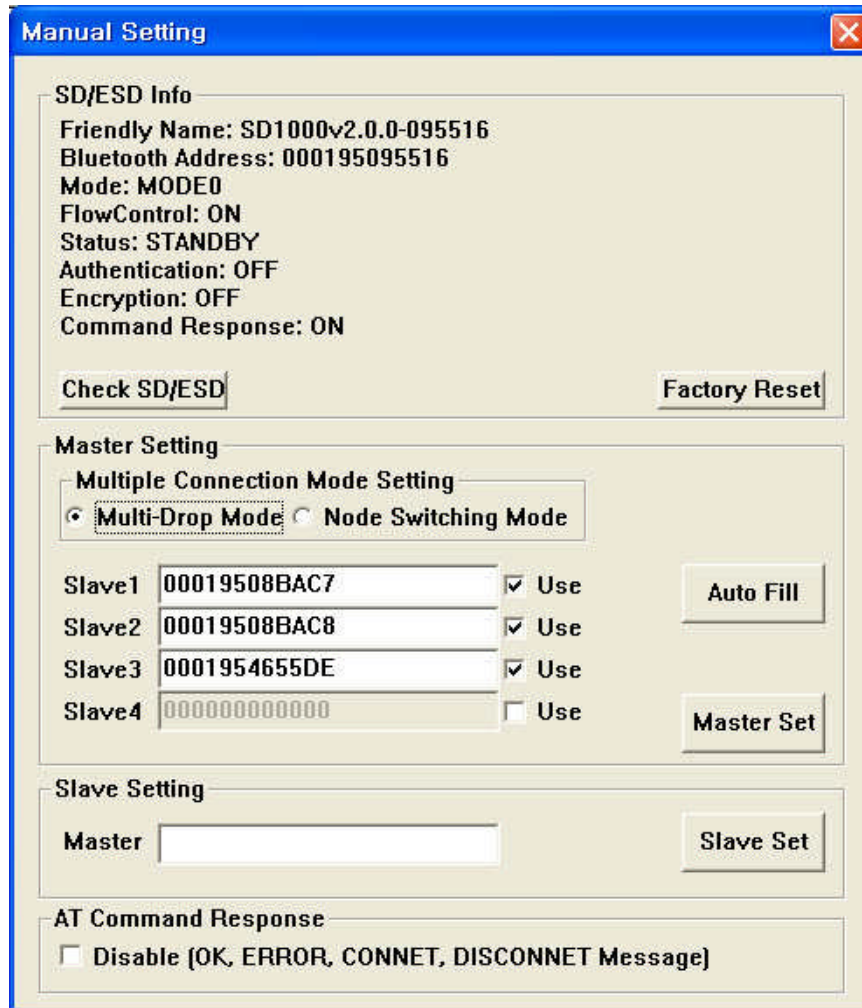 Manual Setting
SD/ESD Info
Friendly Name: SD1000v2.0.0-095516
Bluetooth Address: 000195095516
Mode: MODE0
FlowControl: ON
Status: STANDBY
Authentication: OFF
Encryption: OFF
Command Response: ON
Check SD/ESD Factory Reset
Master Setting
Multiple Connection Mode Setting
Multi-Drop Mode Node Switching Mode
Slave1 00019508BAC7 Use Auto Fill
Slave2 00019508BAC8 Use
Slave3 0001954655DE Use
Slave4 000000000000 Use
Master Set
Slave Setting
Master Slave Set
AT Command Response
Disable (OK, ERROR, CONNET, DISCONNET Message)